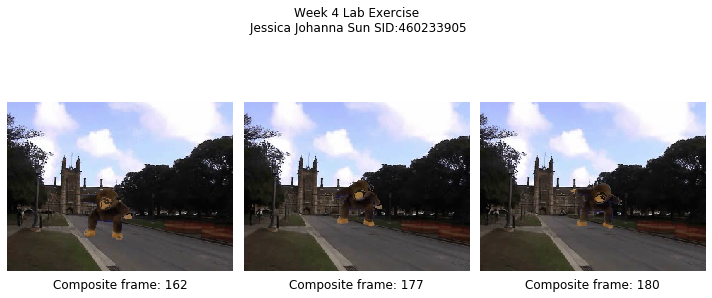 Week 4 Lab Exercise
Jessica Johanna Sun SID:460233905
Composite frame: 162
Composite frame: 177
Composite frame: 180